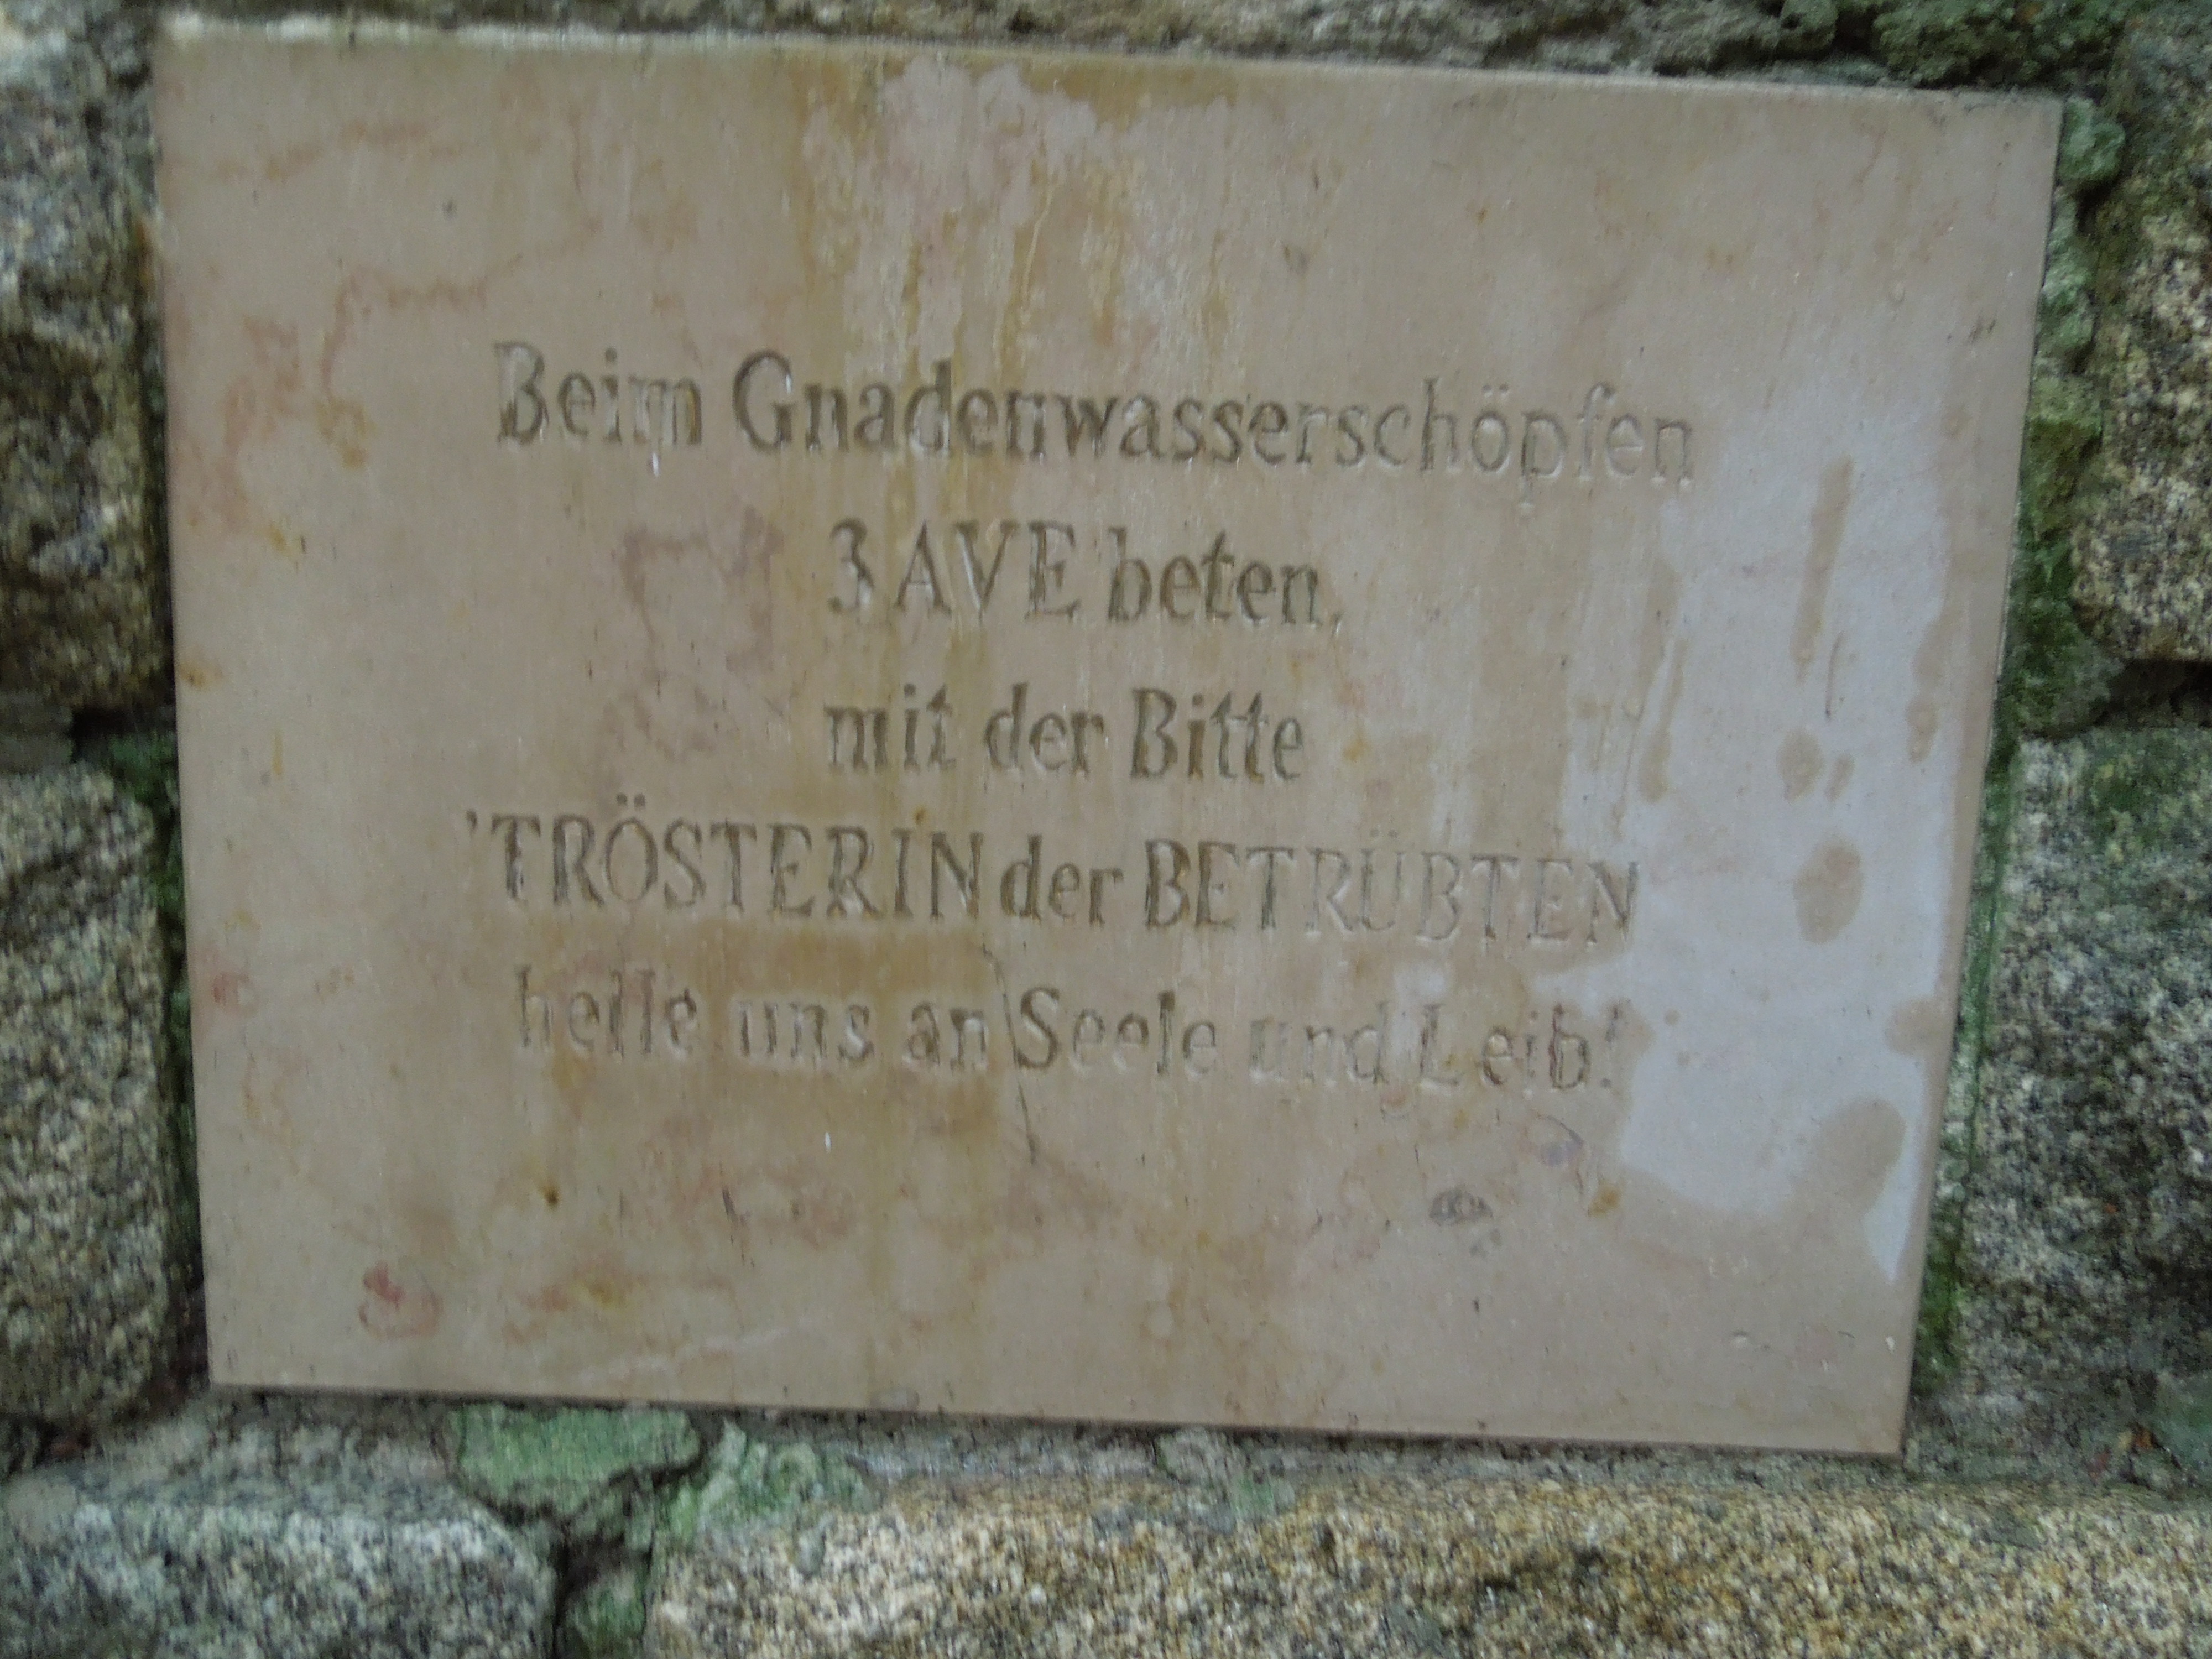 Beim Gnadenwasserschöpfen
3 AVE beten,
mit der Bitte
'TRÖSTERIN der BETRÜBTEN
heile uns an Seele und Leib!